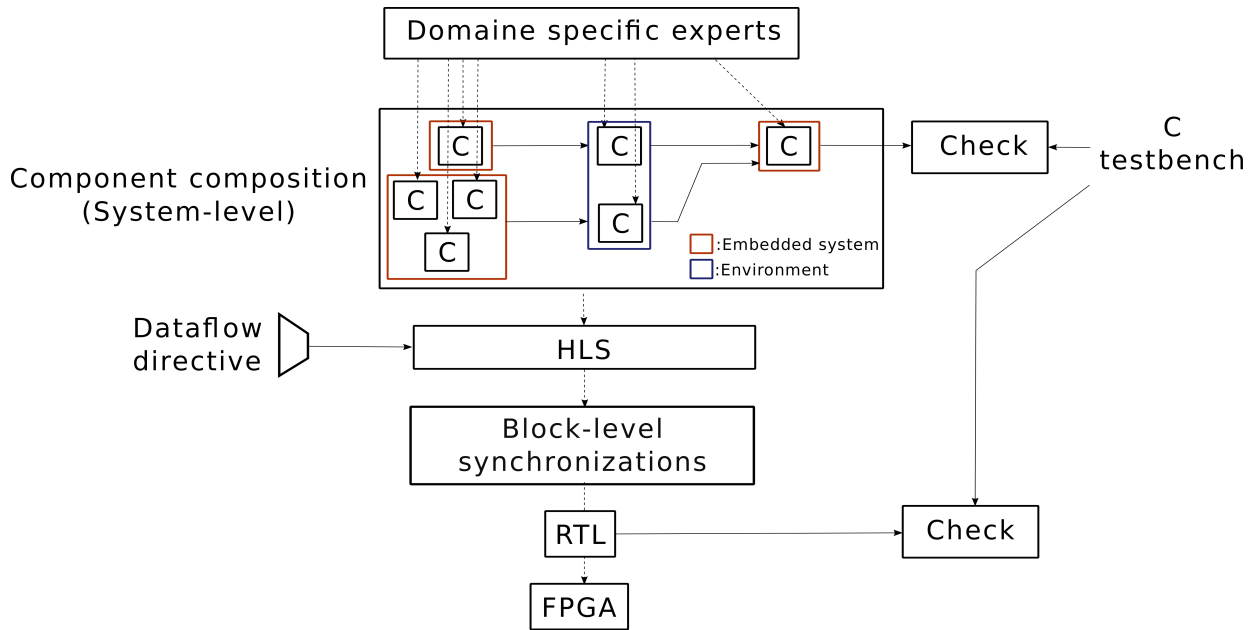 Domaine specific experts
C
C
C
C
C
C
C
Component composition
(System-level)
:Embedded system
:Environment
Check
C
testbench
Dataflow
directive
HLS
Block-level
synchronizations
RTL
Check
FPGA